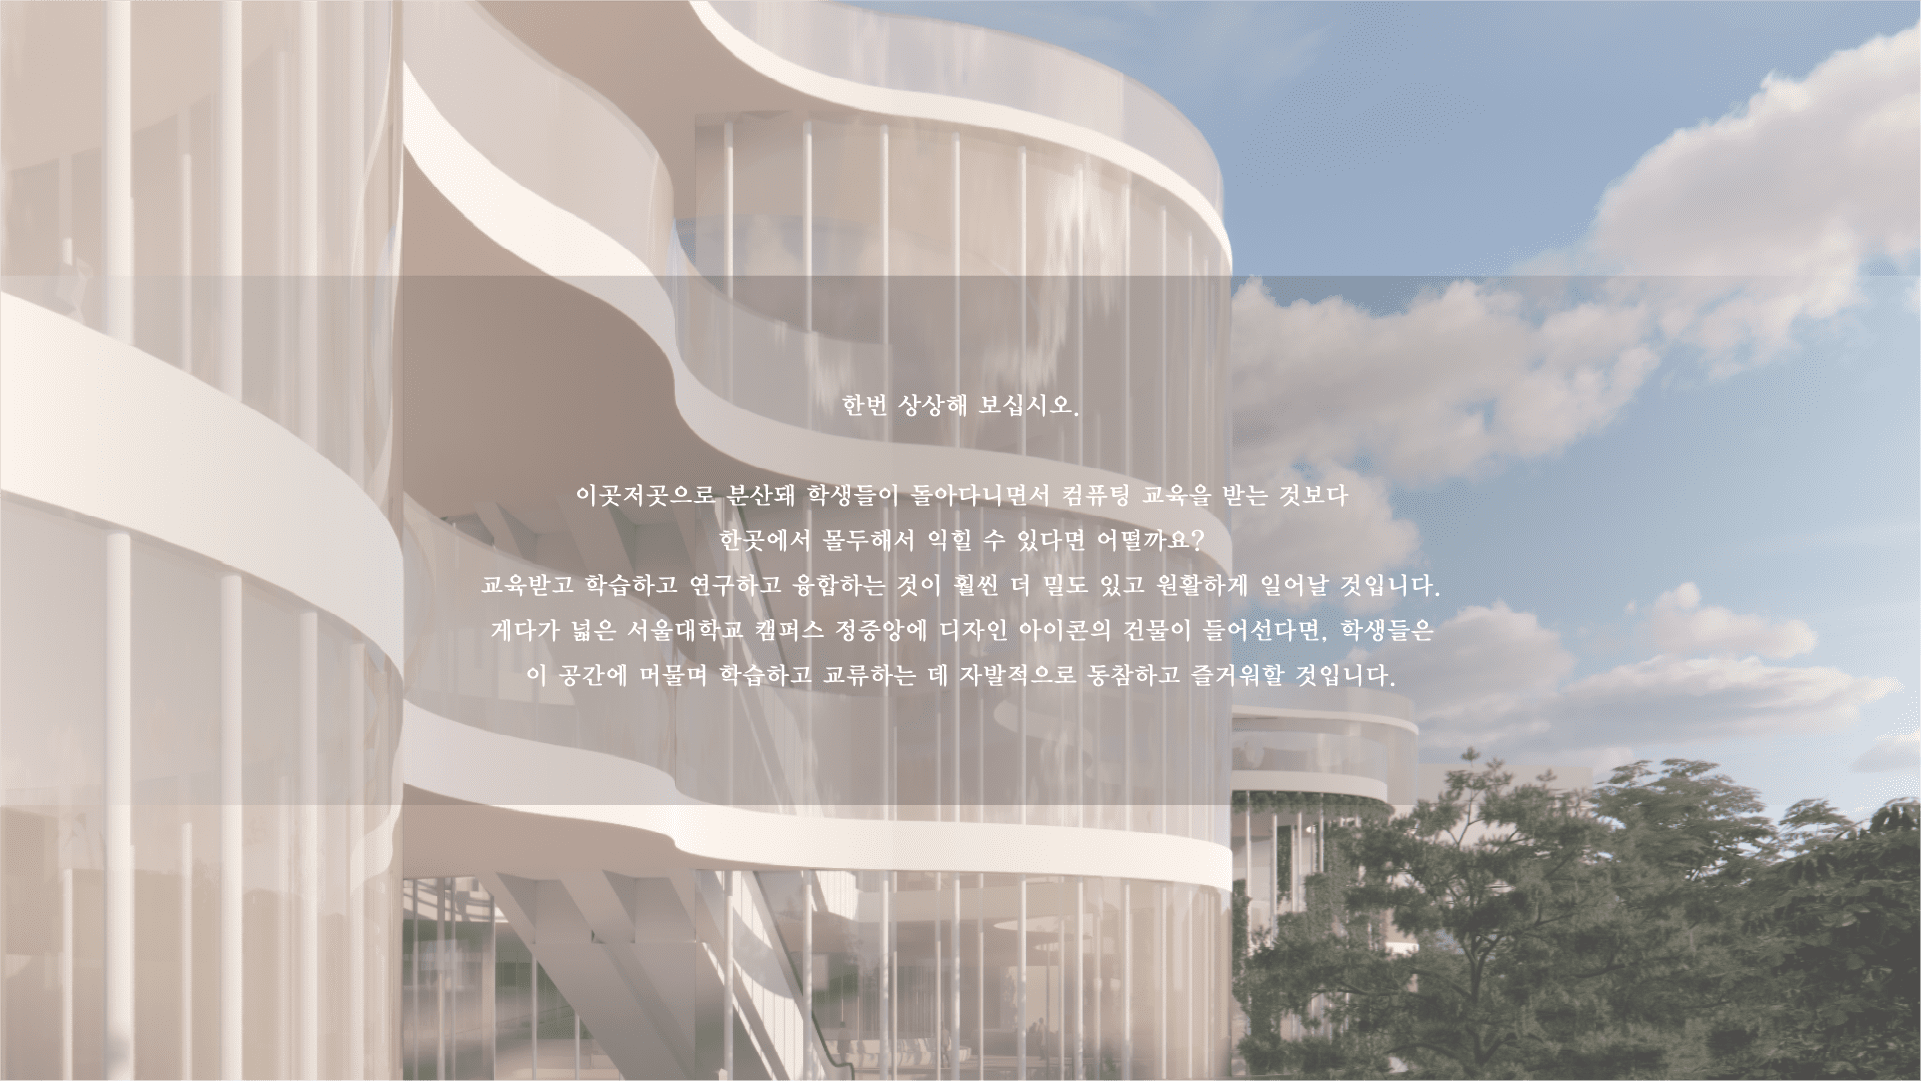 한번 상상해 보십시오.
이곳저곳으로 분산돼 학생들이 돌아다니면서 컴퓨팅 교육을 받는 것보다
한곳에서 몰두해서 익힐 수 있다면 어떨까요?
교육받고 학습하고 연구하고 융합하는 것이 훨씬 더 밀도 있고 원활하게 일어날 것입니다.
게다가 넓은 서울대학교 캠퍼스 정중앙에 디자인 아이콘의 건물이 들어선다면, 학생들은
이 공간에 머물며 학습하고 교류하는 데 자발적으로 동참하고 즐거워할 것입니다.